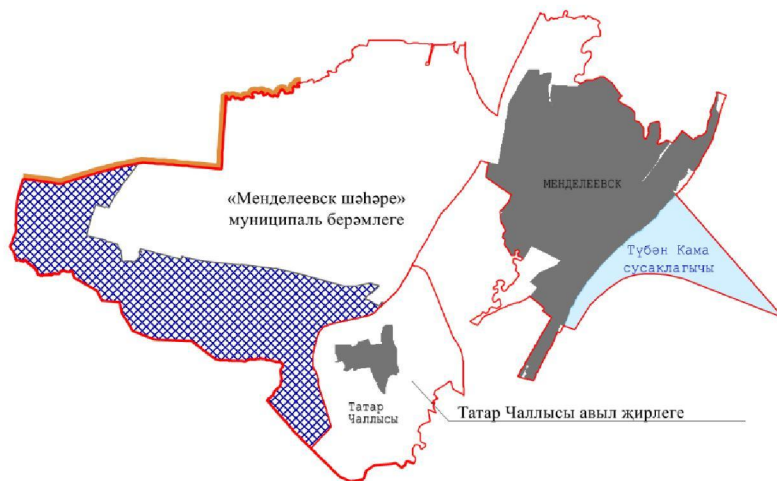 «Менделеевск шәһәре»
муниципаль берәмлеге
МЕНДЕЛЕЕВСК
Түбән Кама
сусаклагычы
Татар
Чаллысы
Татар Чаллысы авыл җирлеге